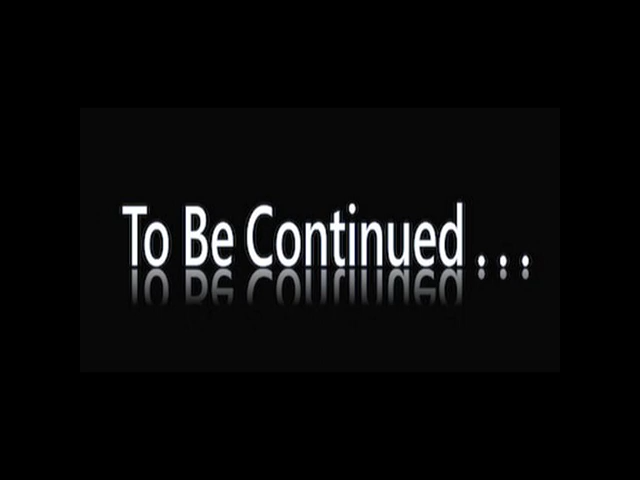 To Be Continued . . .